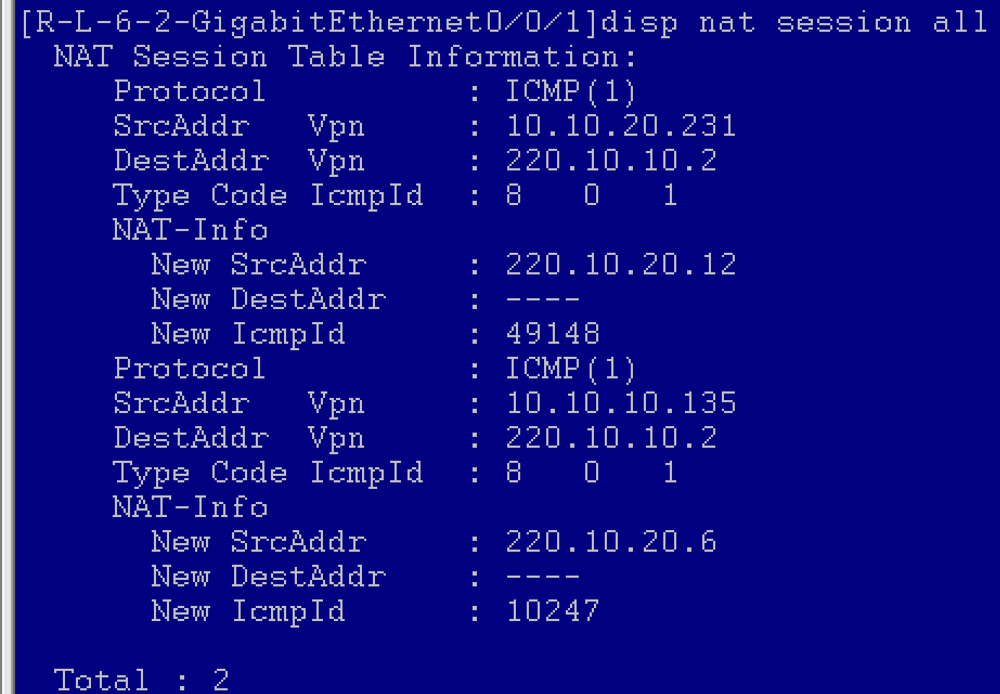 [R-L-6-2-GigabitEthernet0/0/1]disp nat session all
NAT Session Table Information:
Protocol : ICMP(1)
SrcAddr Vpn : 10.10.20.231
DestAddr Vpn : 220.10.10.2
Type Code IcmpId : 8 0 1
NAT-Info
New SrcAddr : 220.10.20.12
New DestAddr : ----
New IcmpId : 49148
Protocol : ICMP(1)
SrcAddr Vpn : 10.10.10.135
DestAddr Vpn : 220.10.10.2
Type Code IcmpId : 8 0 1
NAT-Info
New SrcAddr : 220.10.20.6
New DestAddr : ----
New IcmpId : 10247
Total : 2